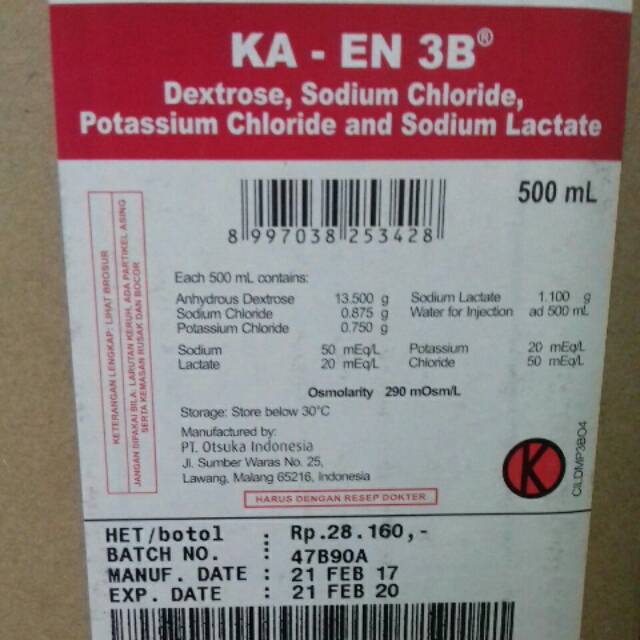 KA - EN 3B®
Dextrose, Sodium Chloride,
Potassium Chloride and Sodium Lactate
500 mL
8 997038 253428
KETERANGAN LENGKAP: LIHAT BROSUR
JANGAN DIPAKAI BILA: LARUTAN KERUH, ADA PARTIKEL ASING
SERTA KEMASAN RUSAK DAN BOCOR
Each 500 mL contains:
Anhydrous Dextrose 13.500 g Sodium Lactate 1.100 g
Sodium Chloride 0.875 g Water for Injection ad 500 mL
Potassium Chloride 0.750 g
Sodium 50 mEq/L Potassium 20 mEq/L
Lactate 20 mEq/L Chloride 50 mEq/L
Osmolarity 290 mOsm/L
Storage: Store below 30°C
Manufactured by:
PT. Otsuka Indonesia
Jl. Sumber Waras No. 25,
Lawang, Malang 65216, Indonesia
HARUS DENGAN RESEP DOKTER
K
CILDMP3BO4
HET/botol : Rp.28.160,-
BATCH NO. : 47B90A
MANUF. DATE : 21 FEB 17
EXP. DATE : 21 FEB 20